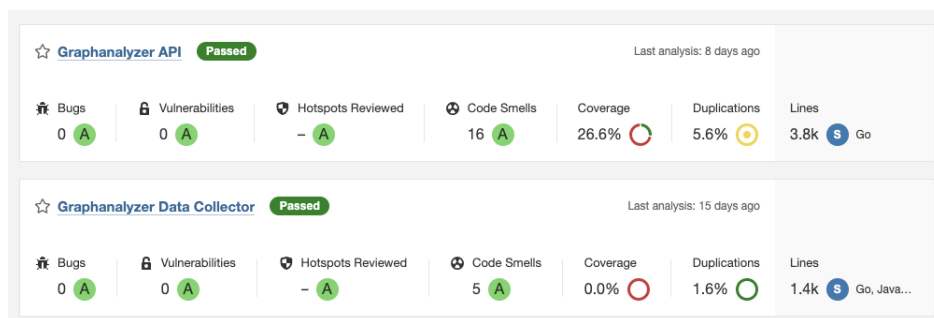 Graphanalyzer API Passed Last analysis: 8 days ago
Bugs Vulnerabilities Hotspots Reviewed Code Smells Coverage Duplications Lines
0 A 0 A – A 16 A 26.6% 5.6% 3.8k S Go
Graphanalyzer Data Collector Passed Last analysis: 15 days ago
Bugs Vulnerabilities Hotspots Reviewed Code Smells Coverage Duplications Lines
0 A 0 A – A 5 A 0.0% 1.6% 1.4k S Go, Java...